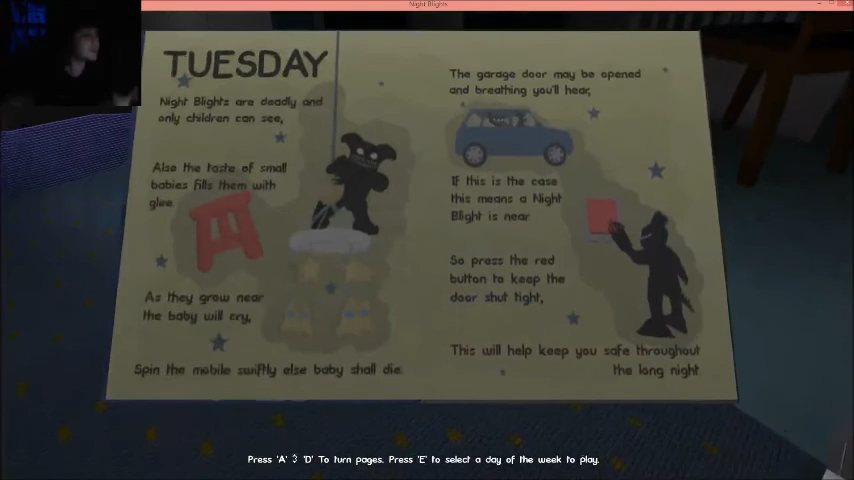 Night Blights
TUESDAY
Night Blights are deadly and
only children can see,
Also the taste of small
babies fills them with
glee.
As they grow near
the baby will cry,
Spin the mobile swiftly else baby shall die.
The garage door may be opened
and breathing you'll hear,
If this is the case
this means a Night
Blight is near
So press the red
button to keep the
door shut tight,
This will help keep you safe throughout
the long night.
Press 'A' & 'D' To turn pages. Press 'E' to select a day of the week to play.